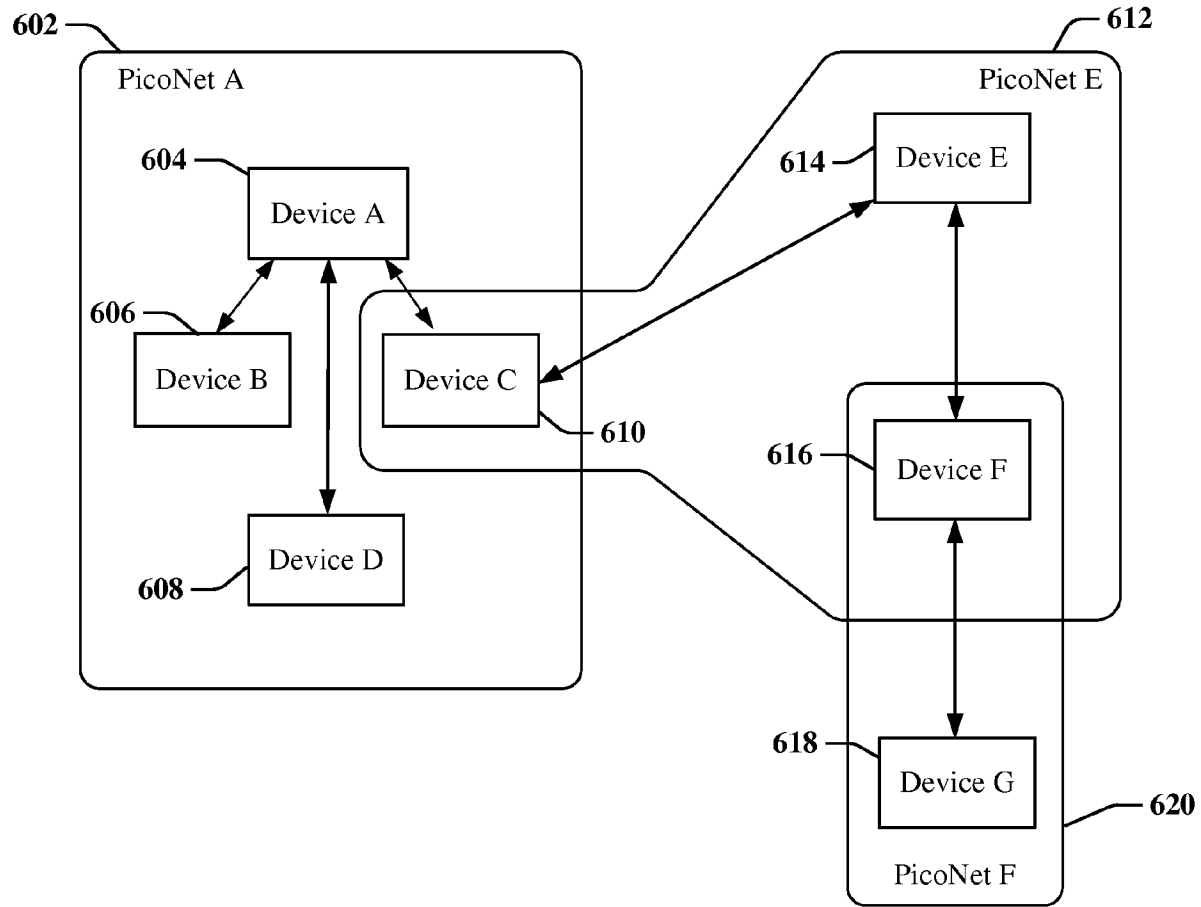 602
612
PicoNet A
PicoNet E
604
614
Device E
Device A
606
Device B
Device C
610
616
Device F
Device D
608
618
Device G
620
PicoNet F